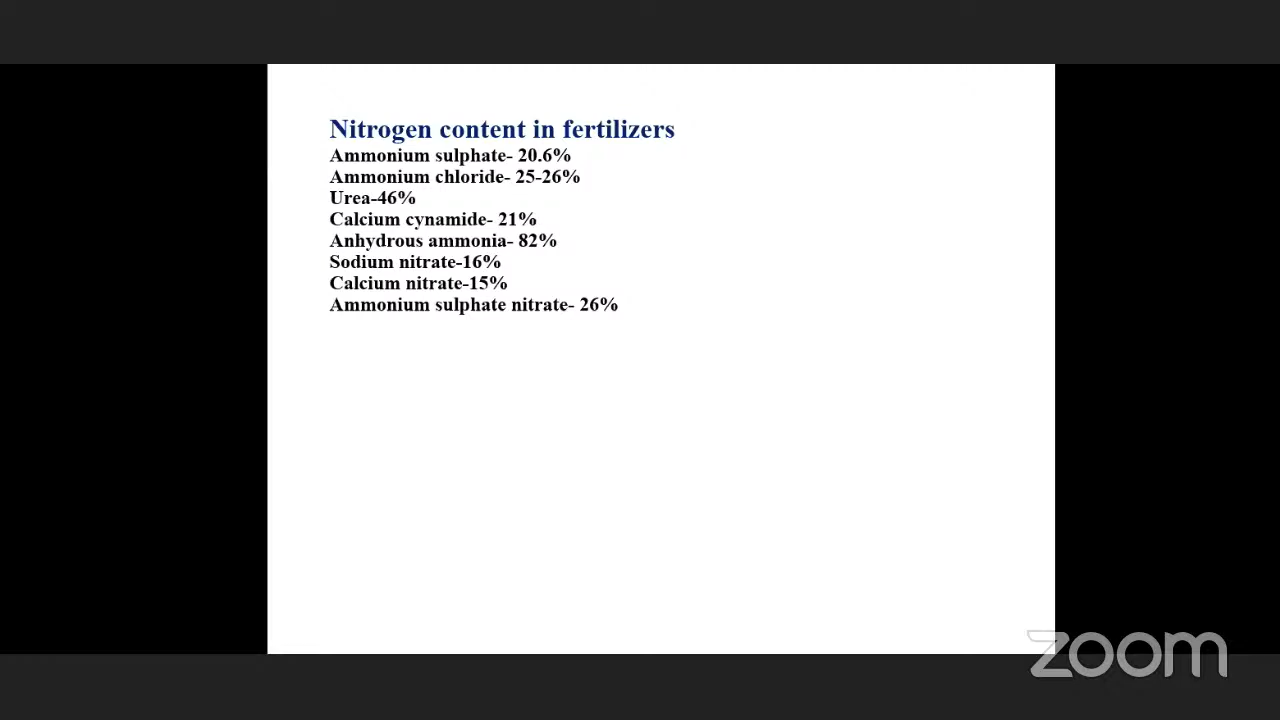 Nitrogen content in fertilizers
Ammonium sulphate- 20.6%
Ammonium chloride- 25-26%
Urea-46%
Calcium cynamide- 21%
Anhydrous ammonia- 82%
Sodium nitrate-16%
Calcium nitrate-15%
Ammonium sulphate nitrate- 26%
zoom